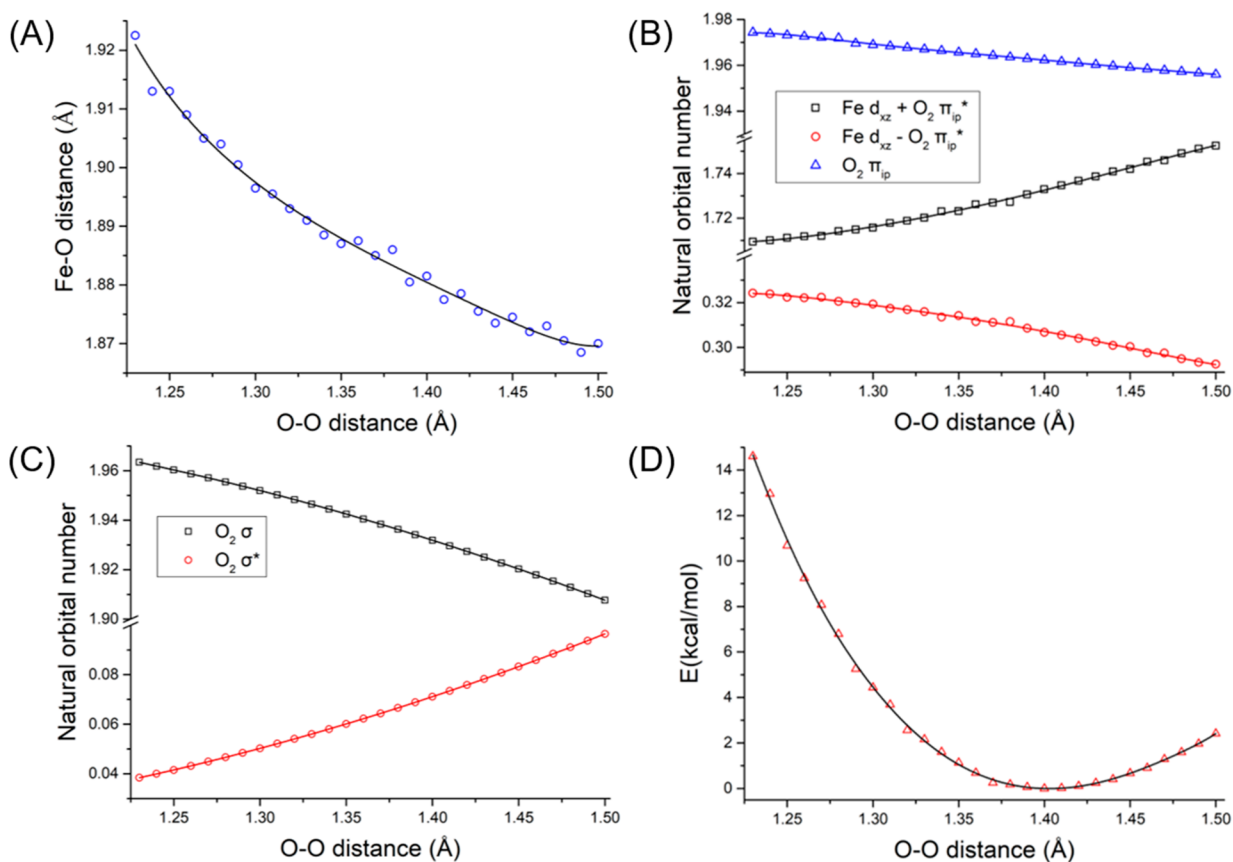 (A)
1.92
1.91
1.90
1.89
1.88
1.87
Fe-O distance (Å)
1.25 1.30 1.35 1.40 1.45 1.50
O-O distance (Å)
(B)
1.98
1.96
1.94
1.74
1.72
0.32
0.30
Natural orbital number
Fe d_xz + O₂ π_ip*
Fe d_xz - O₂ π_ip*
O₂ π_ip
1.25 1.30 1.35 1.40 1.45 1.50
O-O distance (Å)
(C)
1.96
1.94
1.92
1.90
0.08
0.06
0.04
Natural orbital number
O₂ σ
O₂ σ*
1.25 1.30 1.35 1.40 1.45 1.50
O-O distance (Å)
(D)
14
12
10
8
6
4
2
0
E(kcal/mol)
1.25 1.30 1.35 1.40 1.45 1.50
O-O distance (Å)